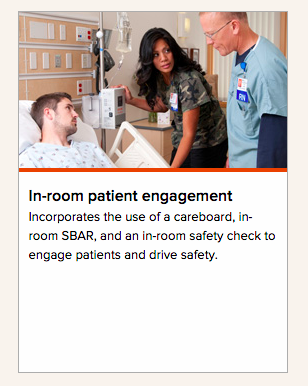 RN
In-room patient engagement
Incorporates the use of a careboard, in-
room SBAR, and an in-room safety check to
engage patients and drive safety.